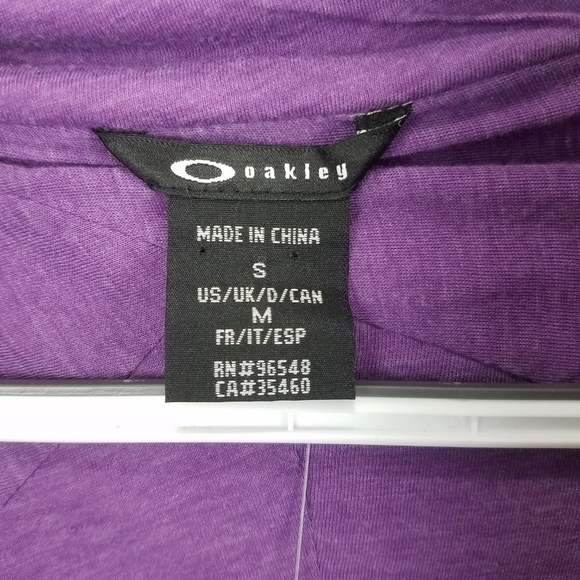 oakley
MADE IN CHINA
S
US/UK/D/CAN
M
FR/IT/ESP
RN#96548
CA#35460